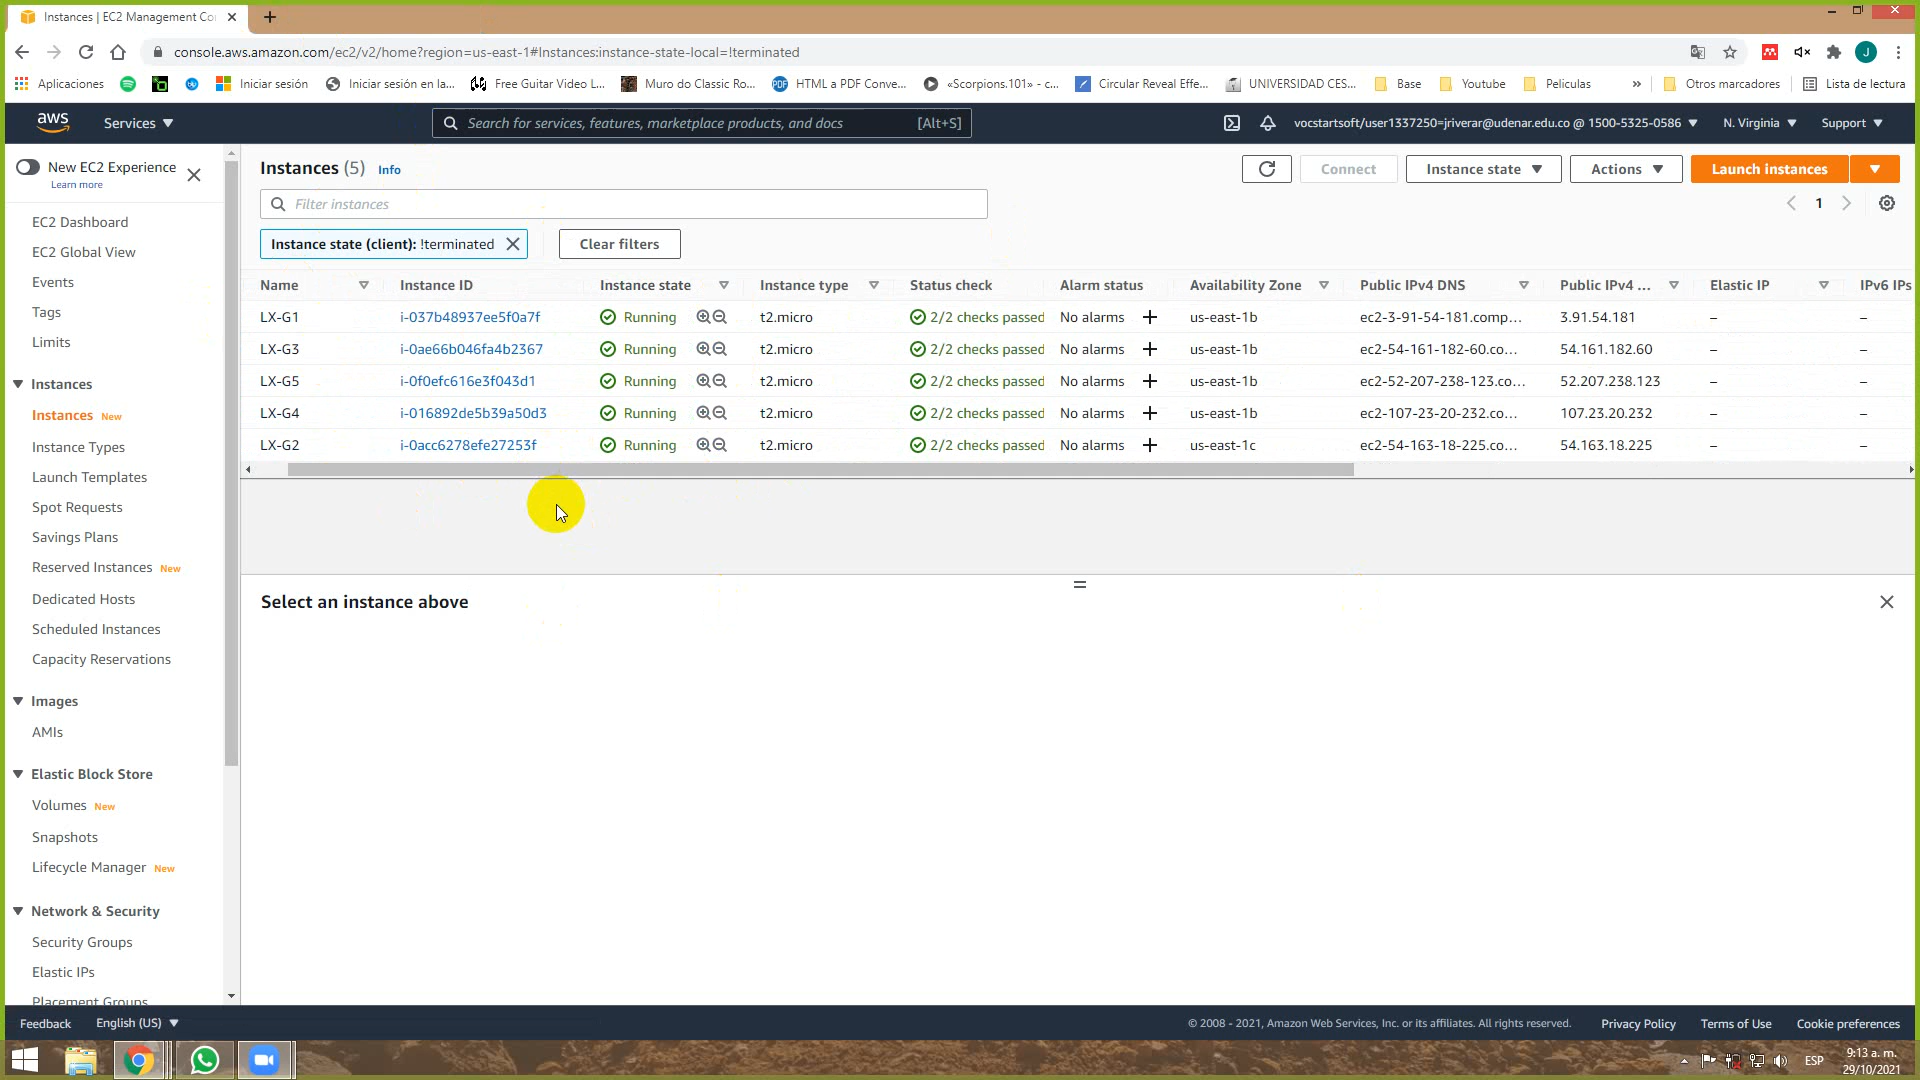 Instances | EC2 Management Co
console.aws.amazon.com/ec2/v2/home?region=us-east-1#Instances:instance-state-local=!terminated
J
Aplicaciones Iniciar sesión Iniciar sesión en la... Free Guitar Video L... Muro do Classic Ro... HTML a PDF Conve... «Scorpions.101» - c... Circular Reveal Effe... UNIVERSIDAD CES... Base Youtube Peliculas » Otros marcadores Lista de lectura
aws Services Search for services, features, marketplace products, and docs [Alt+S] vocstartsoft/user1337250=jriverar@udenar.edu.co @ 1500-5325-0586 N. Virginia Support
New EC2 Experience
Learn more
EC2 Dashboard
EC2 Global View
Events
Tags
Limits
Instances
Instances New
Instance Types
Launch Templates
Spot Requests
Savings Plans
Reserved Instances New
Dedicated Hosts
Scheduled Instances
Capacity Reservations
Images
AMIs
Elastic Block Store
Volumes New
Snapshots
Lifecycle Manager New
Network & Security
Security Groups
Elastic IPs
Placement Groups
Instances (5) Info Connect Instance state Actions Launch instances
Filter instances 1
Instance state (client): !terminated Clear filters
Name Instance ID Instance state Instance type Status check Alarm status Availability Zone Public IPv4 DNS Public IPv4 ... Elastic IP IPv6 IPs
LX-G1 i-037b48937ee5f0a7f Running t2.micro 2/2 checks passed No alarms + us-east-1b ec2-3-91-54-181.comp... 3.91.54.181 – –
LX-G3 i-0ae66b046fa4b2367 Running t2.micro 2/2 checks passed No alarms + us-east-1b ec2-54-161-182-60.co... 54.161.182.60 – –
LX-G5 i-0f0efc616e3f043d1 Running t2.micro 2/2 checks passed No alarms + us-east-1b ec2-52-207-238-123.co... 52.207.238.123 – –
LX-G4 i-016892de5b39a50d3 Running t2.micro 2/2 checks passed No alarms + us-east-1b ec2-107-23-20-232.co... 107.23.20.232 – –
LX-G2 i-0acc6278efe27253f Running t2.micro 2/2 checks passed No alarms + us-east-1c ec2-54-163-18-225.co... 54.163.18.225 – –
Select an instance above
Feedback English (US) © 2008 - 2021, Amazon Web Services, Inc. or its affiliates. All rights reserved. Privacy Policy Terms of Use Cookie preferences
ESP 9:13 a. m.
29/10/2021